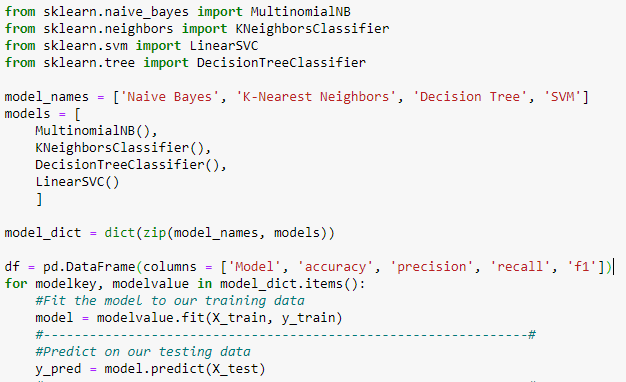 from sklearn.naive_bayes import MultinomialNB
from sklearn.neighbors import KNeighborsClassifier
from sklearn.svm import LinearSVC
from sklearn.tree import DecisionTreeClassifier
model_names = ['Naive Bayes', 'K-Nearest Neighbors', 'Decision Tree', 'SVM']
models = [
    MultinomialNB(),
    KNeighborsClassifier(),
    DecisionTreeClassifier(),
    LinearSVC()
    ]
model_dict = dict(zip(model_names, models))
df = pd.DataFrame(columns = ['Model', 'accuracy', 'precision', 'recall', 'f1'])
for modelkey, modelvalue in model_dict.items():
    #Fit the model to our training data
    model = modelvalue.fit(X_train, y_train)
    #---------------------------------------------------------------#
    #Predict on our testing data
    y_pred = model.predict(X_test)